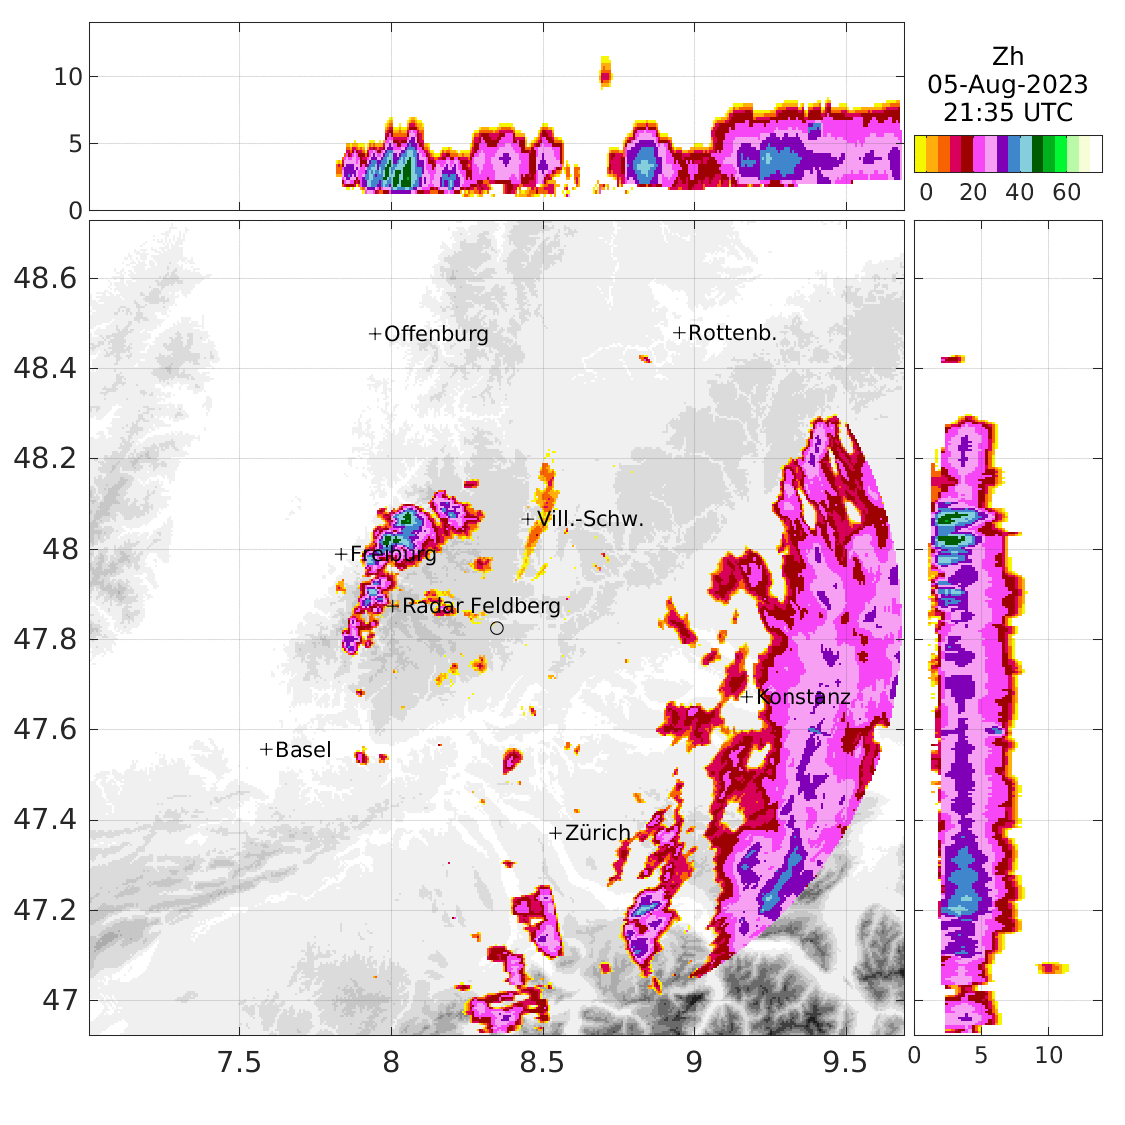 10
5
0
Zh
05-Aug-2023
21:35 UTC
0 20 40 60
48.6
48.4
48.2
48
47.8
47.6
47.4
47.2
47
+Offenburg
+Rottenb.
+Vill.-Schw.
+Freiburg
+Radar Feldberg
+Konstanz
+Basel
+Zürich
7.5 8 8.5 9 9.5
0 5 10